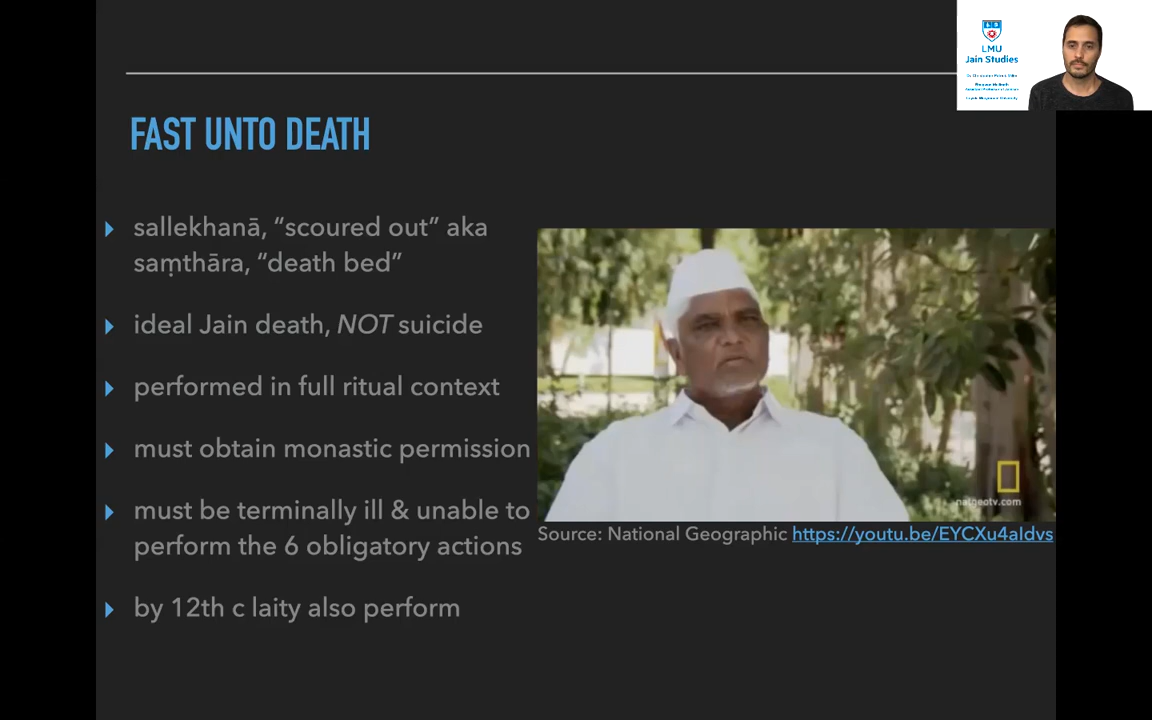 LMU
Jain Studies
FAST UNTO DEATH
sallekhanā, “scoured out” aka
saṃthāra, “death bed”
ideal Jain death, NOT suicide
performed in full ritual context
must obtain monastic permission
must be terminally ill & unable to
perform the 6 obligatory actions
by 12th c laity also perform
natgeotv.com
Source: National Geographic https://youtu.be/EYCXu4aIdvs